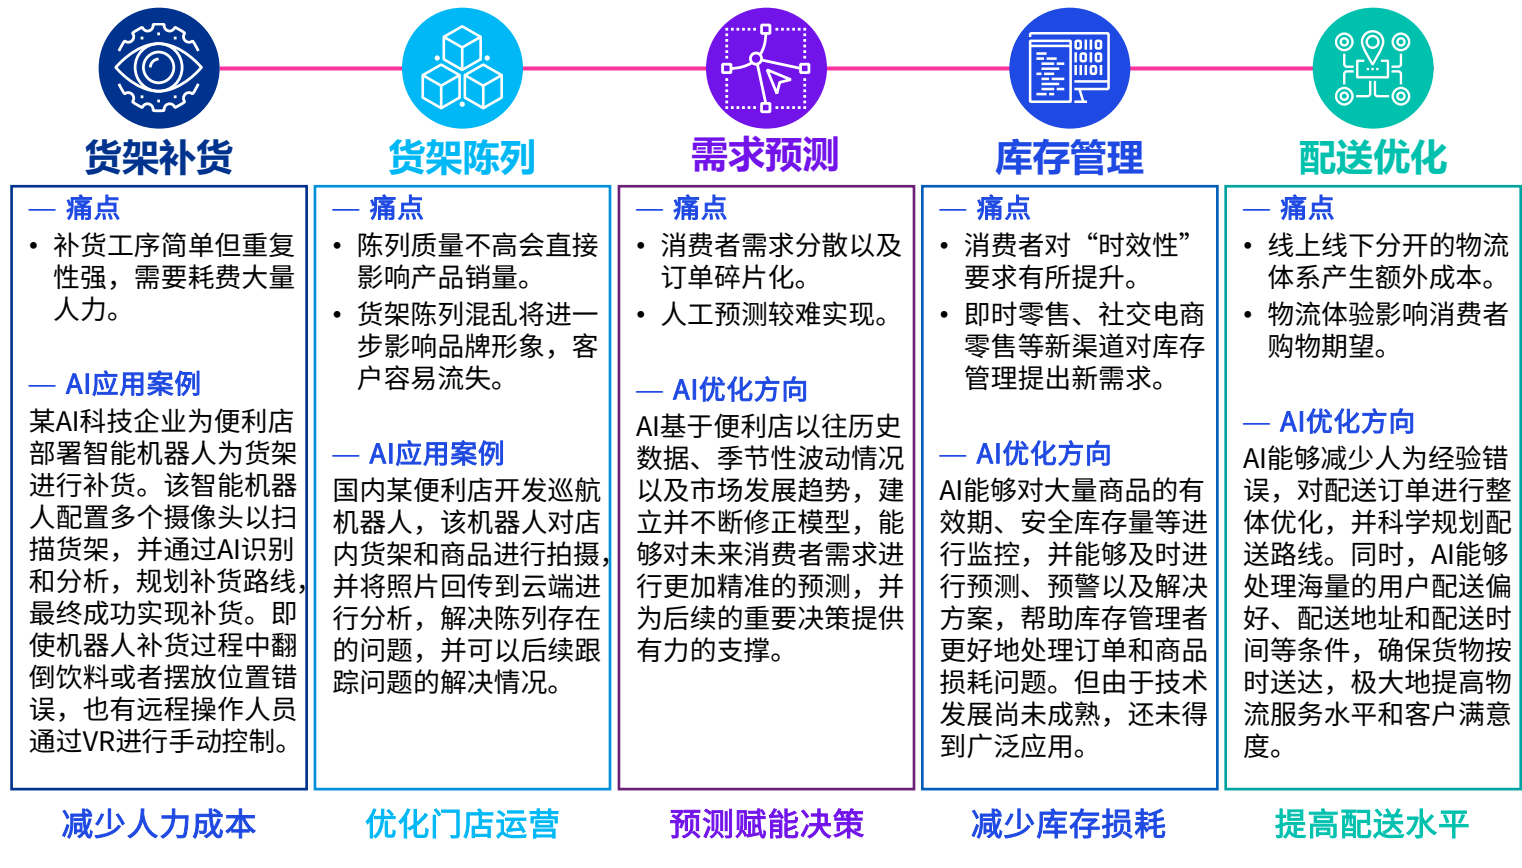 货架补货
— 痛点
• 补货工序简单但重复
性强，需要耗费大量
人力。
— AI应用案例
某AI科技企业为便利店
部署智能机器人为货架
进行补货。该智能机器
人配置多个摄像头以扫
描货架，并通过AI识别
和分析，规划补货路线，
最终成功实现补货。即
使机器人补货过程中翻
倒饮料或者摆放位置错
误，也有远程操作人员
通过VR进行手动控制。
减少人力成本
货架陈列
— 痛点
• 陈列质量不高会直接
影响产品销量。
• 货架陈列混乱将进一
步影响品牌形象，客
户容易流失。
— AI应用案例
国内某便利店开发巡航
机器人，该机器人对店
内货架和商品进行拍摄，
并将照片回传到云端进
行分析，解决陈列存在
的问题，并可以后续跟
踪问题的解决情况。
优化门店运营
需求预测
— 痛点
• 消费者需求分散以及
订单碎片化。
• 人工预测较难实现。
— AI优化方向
AI基于便利店以往历史
数据、季节性波动情况
以及市场发展趋势，建
立并不断修正模型，能
够对未来消费者需求进
行更加精准的预测，并
为后续的重要决策提供
有力的支撑。
预测赋能决策
0110
1101
库存管理
— 痛点
• 消费者对“时效性”
要求有所提升。
• 即时零售、社交电商
零售等新渠道对库存
管理提出新需求。
— AI优化方向
AI能够对大量商品的有
效期、安全库存量等进
行监控，并能够及时进
行预测、预警以及解决
方案，帮助库存管理者
更好地处理订单和商品
损耗问题。但由于技术
发展尚未成熟，还未得
到广泛应用。
减少库存损耗
配送优化
— 痛点
• 线上线下分开的物流
体系产生额外成本。
• 物流体验影响消费者
购物期望。
— AI优化方向
AI能够减少人为经验错
误，对配送订单进行整
体优化，并科学规划配
送路线。同时，AI能够
处理海量的用户配送偏
好、配送地址和配送时
间等条件，确保货物按
时送达，极大地提高物
流服务水平和客户满意
度。
提高配送水平